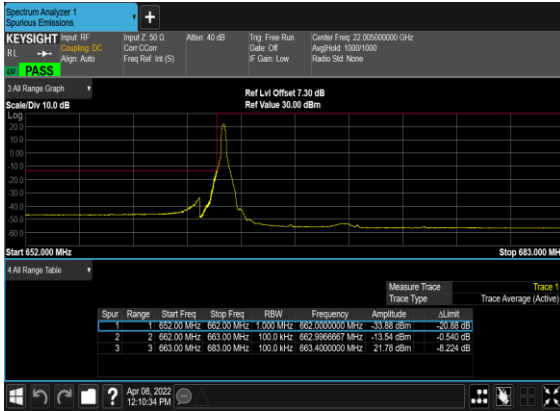 Spectrum Analyzer 1
Spurious Emissions
KEYSIGHT Input: RF Input Z: 50 Ω Atten: 40 dB Trig: Free Run Center Freq: 22.005000000 GHz
RL Coupling: DC Corr CCorr Gate: Off Avg|Hold: 1000/1000
Align: Auto Freq Ref: Int (S) IF Gain: Low Radio Std: None
PASS
3 All Range Graph
Ref Lvl Offset 7.30 dB
Scale/Div 10.0 dB Ref Value 30.00 dBm
Log
20.0
10.0
0.00
-10.0
-20.0
-30.0
-40.0
-50.0
-60.0
Start 652.000 MHz Stop 683.000 MH
4 All Range Table
Measure Trace Trace 1
Trace Type Trace Average (Active)
Spur Range Start Freq Stop Freq RBW Frequency Amplitude ΔLimit
1 1 652.00 MHz 662.00 MHz 1.000 MHz 662.0000000 MHz -33.88 dBm -20.88 dB
2 2 662.00 MHz 663.00 MHz 100.0 kHz 662.9966667 MHz -13.54 dBm -0.540 dB
3 3 663.00 MHz 683.00 MHz 100.0 kHz 663.4000000 MHz 21.78 dBm -8.224 dB
Apr 08, 2022
12:10:34 PM